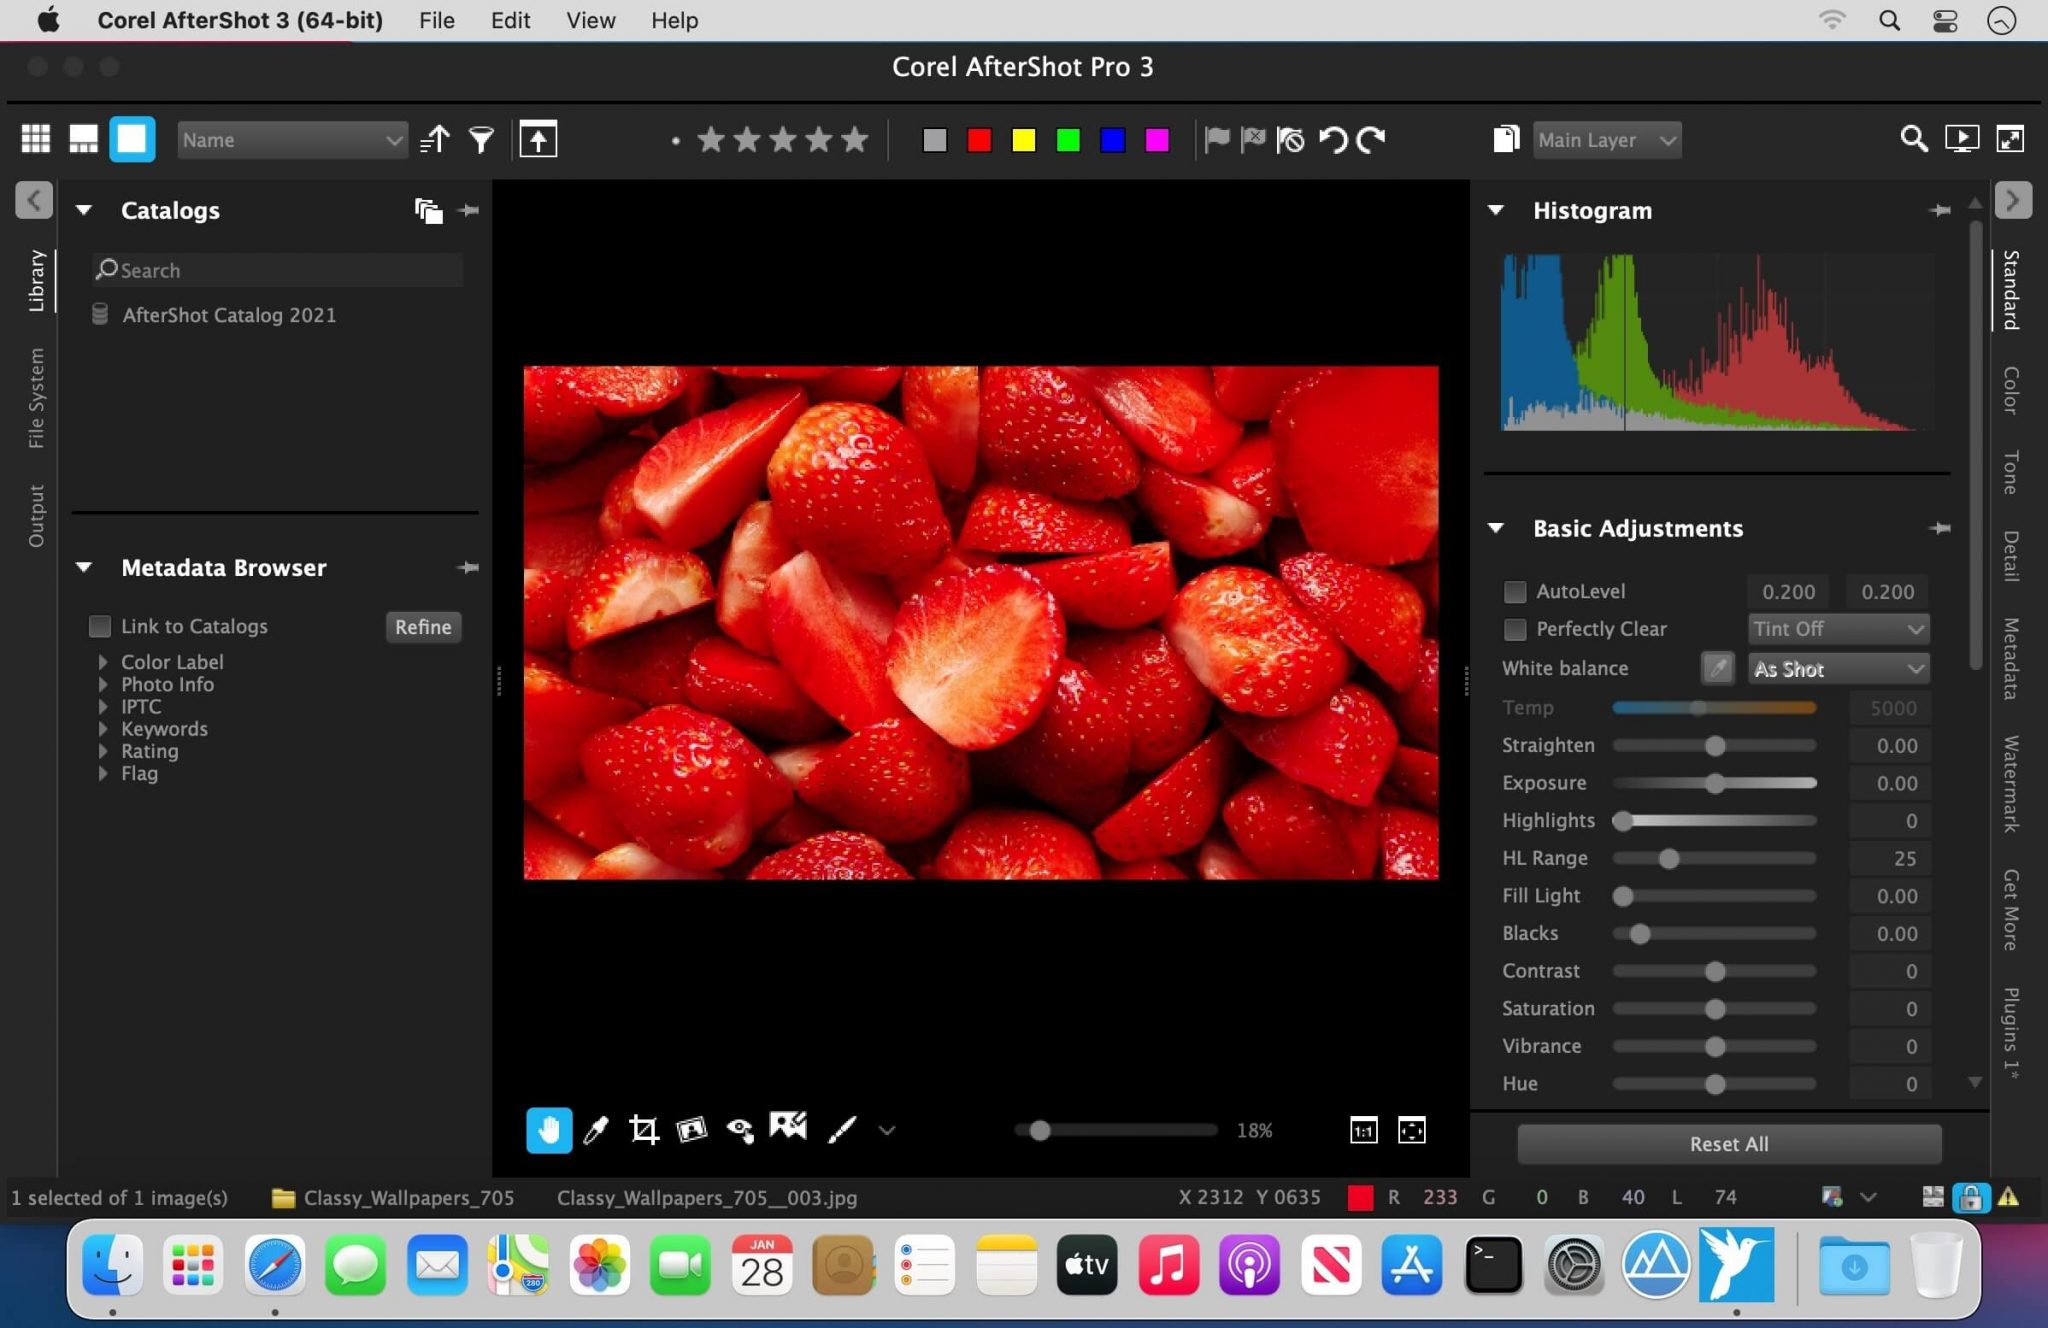 Corel AfterShot 3 (64-bit) File Edit View Help
Corel AfterShot Pro 3
Name
Main Layer
Library
File System
Output
Catalogs
Search
AfterShot Catalog 2021
Metadata Browser
Link to Catalogs Refine
Color Label
Photo Info
IPTC
Keywords
Rating
Flag
18%
1:1
Histogram
Basic Adjustments
AutoLevel 0.200 0.200
Perfectly Clear Tint Off
White balance As Shot
Temp 5000
Straighten 0.00
Exposure 0.00
Highlights 0
HL Range 25
Fill Light 0.00
Blacks 0.00
Contrast 0
Saturation 0
Vibrance 0
Hue 0
Reset All
Standard
Color
Tone
Detail
Metadata
Watermark
Get More
Plugins 1*
1 selected of 1 image(s) Classy_Wallpapers_705 Classy_Wallpapers_705__003.jpg X 2312 Y 0635 R 233 G 0 B 40 L 74
280
JAN
28
tv
>_